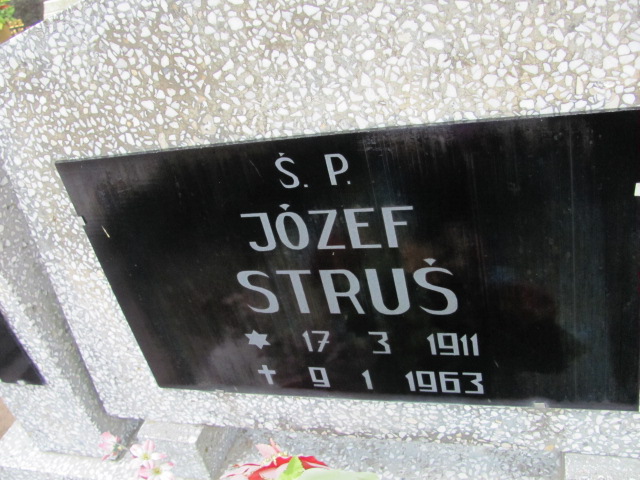 Ś. P.
JÓZEF
STRUŚ
✶ 17 3 1911
✝ 9 1 1963